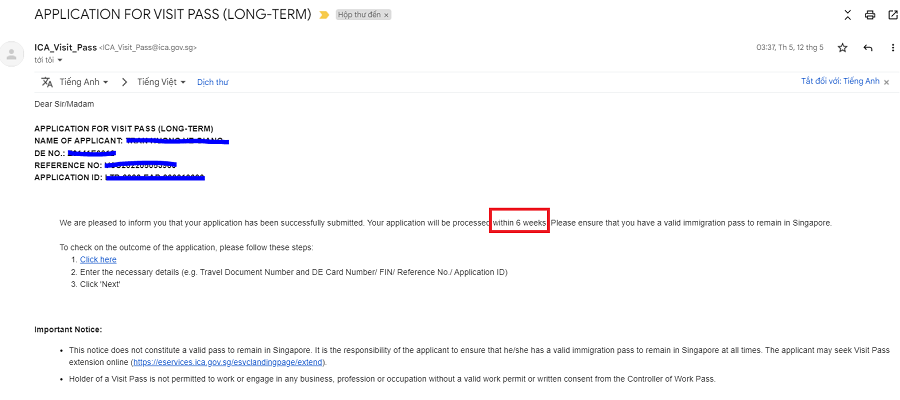 APPLICATION FOR VISIT PASS (LONG-TERM) Hộp thư đến ×
ICA_Visit_Pass <ICA_Visit_Pass@ica.gov.sg> 03:37, Th 5, 12 thg 5
tới tôi
Tiếng Anh > Tiếng Việt Dịch thư Tắt đối với: Tiếng Anh ×
Dear Sir/Madam
APPLICATION FOR VISIT PASS (LONG-TERM)
NAME OF APPLICANT:
DE NO.:
REFERENCE NO:
APPLICATION ID:
We are pleased to inform you that your application has been successfully submitted. Your application will be processed within 6 weeks. Please ensure that you have a valid immigration pass to remain in Singapore.
To check on the outcome of the application, please follow these steps:
1. Click here
2. Enter the necessary details (e.g. Travel Document Number and DE Card Number/ FIN/ Reference No./ Application ID)
3. Click 'Next'
Important Notice:
• This notice does not constitute a valid pass to remain in Singapore. It is the responsibility of the applicant to ensure that he/she has a valid immigration pass to remain in Singapore at all times. The applicant may seek Visit Pass
extension online (https://eservices.ica.gov.sg/esvclandingpage/extend).
• Holder of a Visit Pass is not permitted to work or engage in any business, profession or occupation without a valid work permit or written consent from the Controller of Work Pass.